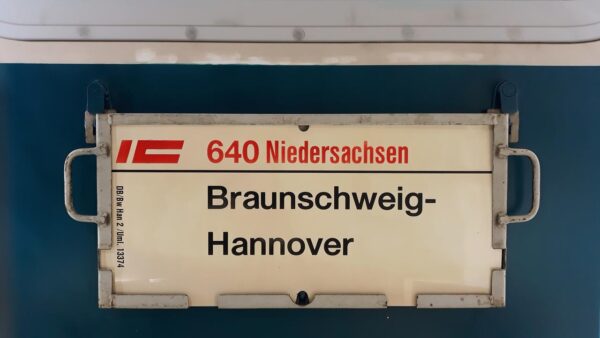 IC 640 Niedersachsen
Braunschweig-
Hannover
DB/Bw Han 2 /Uml. 13374